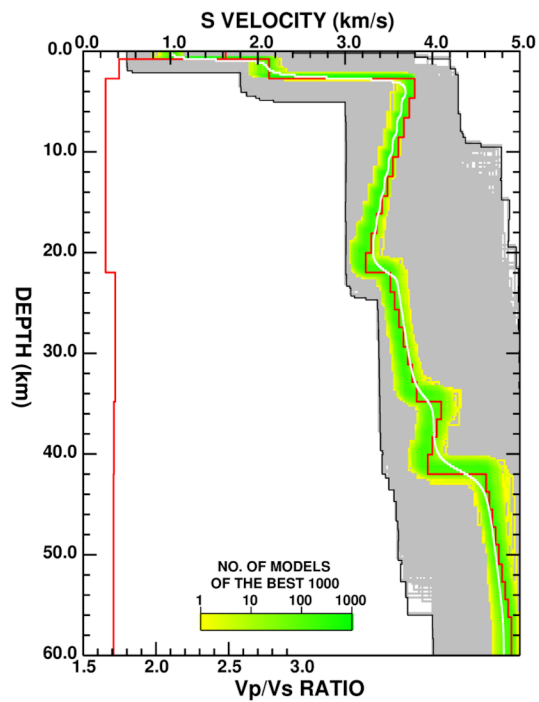 S VELOCITY (km/s)
0.0 1.0 2.0 3.0 4.0 5.0
0.0
10.0
20.0
30.0
40.0
50.0
60.0
DEPTH (km)
NO. OF MODELS
OF THE BEST 1000
1 10 100 1000
1.5 2.0 2.5 3.0
Vp/Vs RATIO